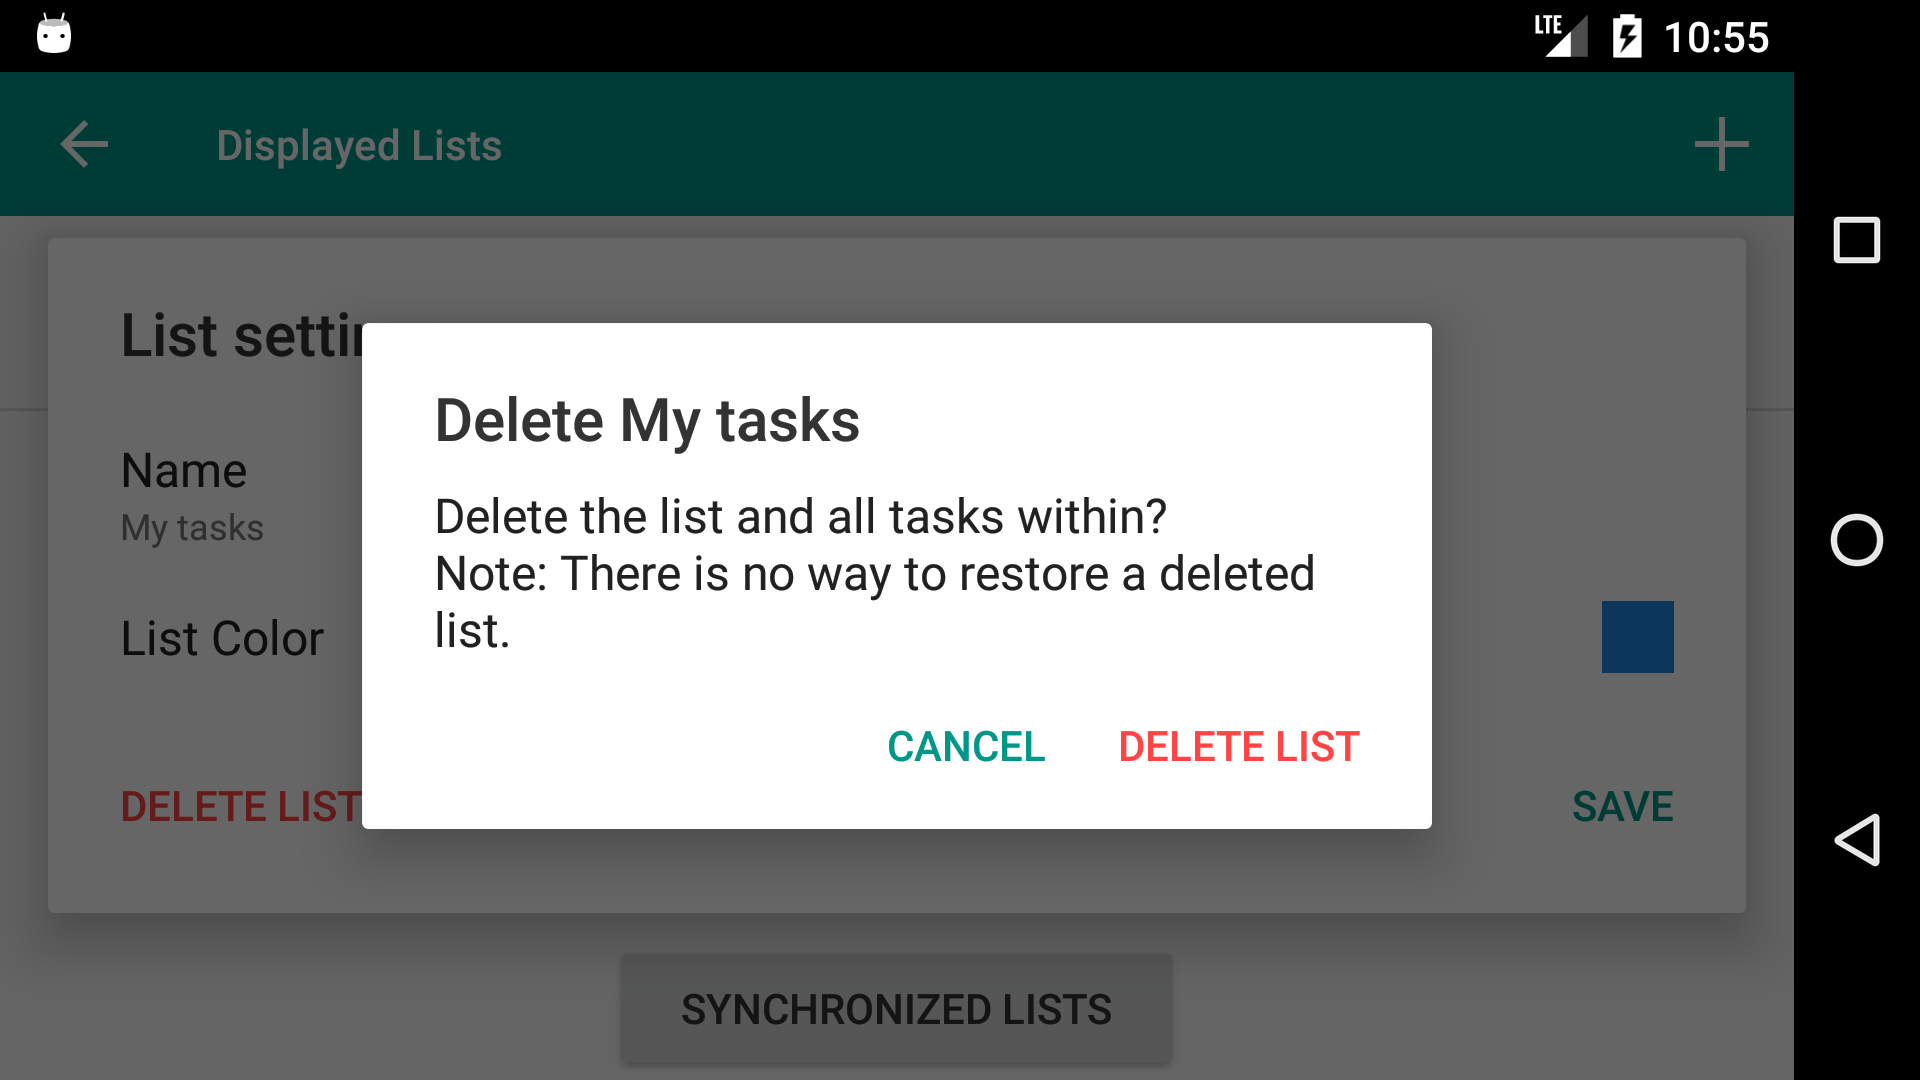 LTE 10:55
Displayed Lists
List settin
Delete My tasks
Name
My tasks
Delete the list and all tasks within?
Note: There is no way to restore a deleted
list.
List Color
CANCEL DELETE LIST
DELETE LIST SAVE
SYNCHRONIZED LISTS